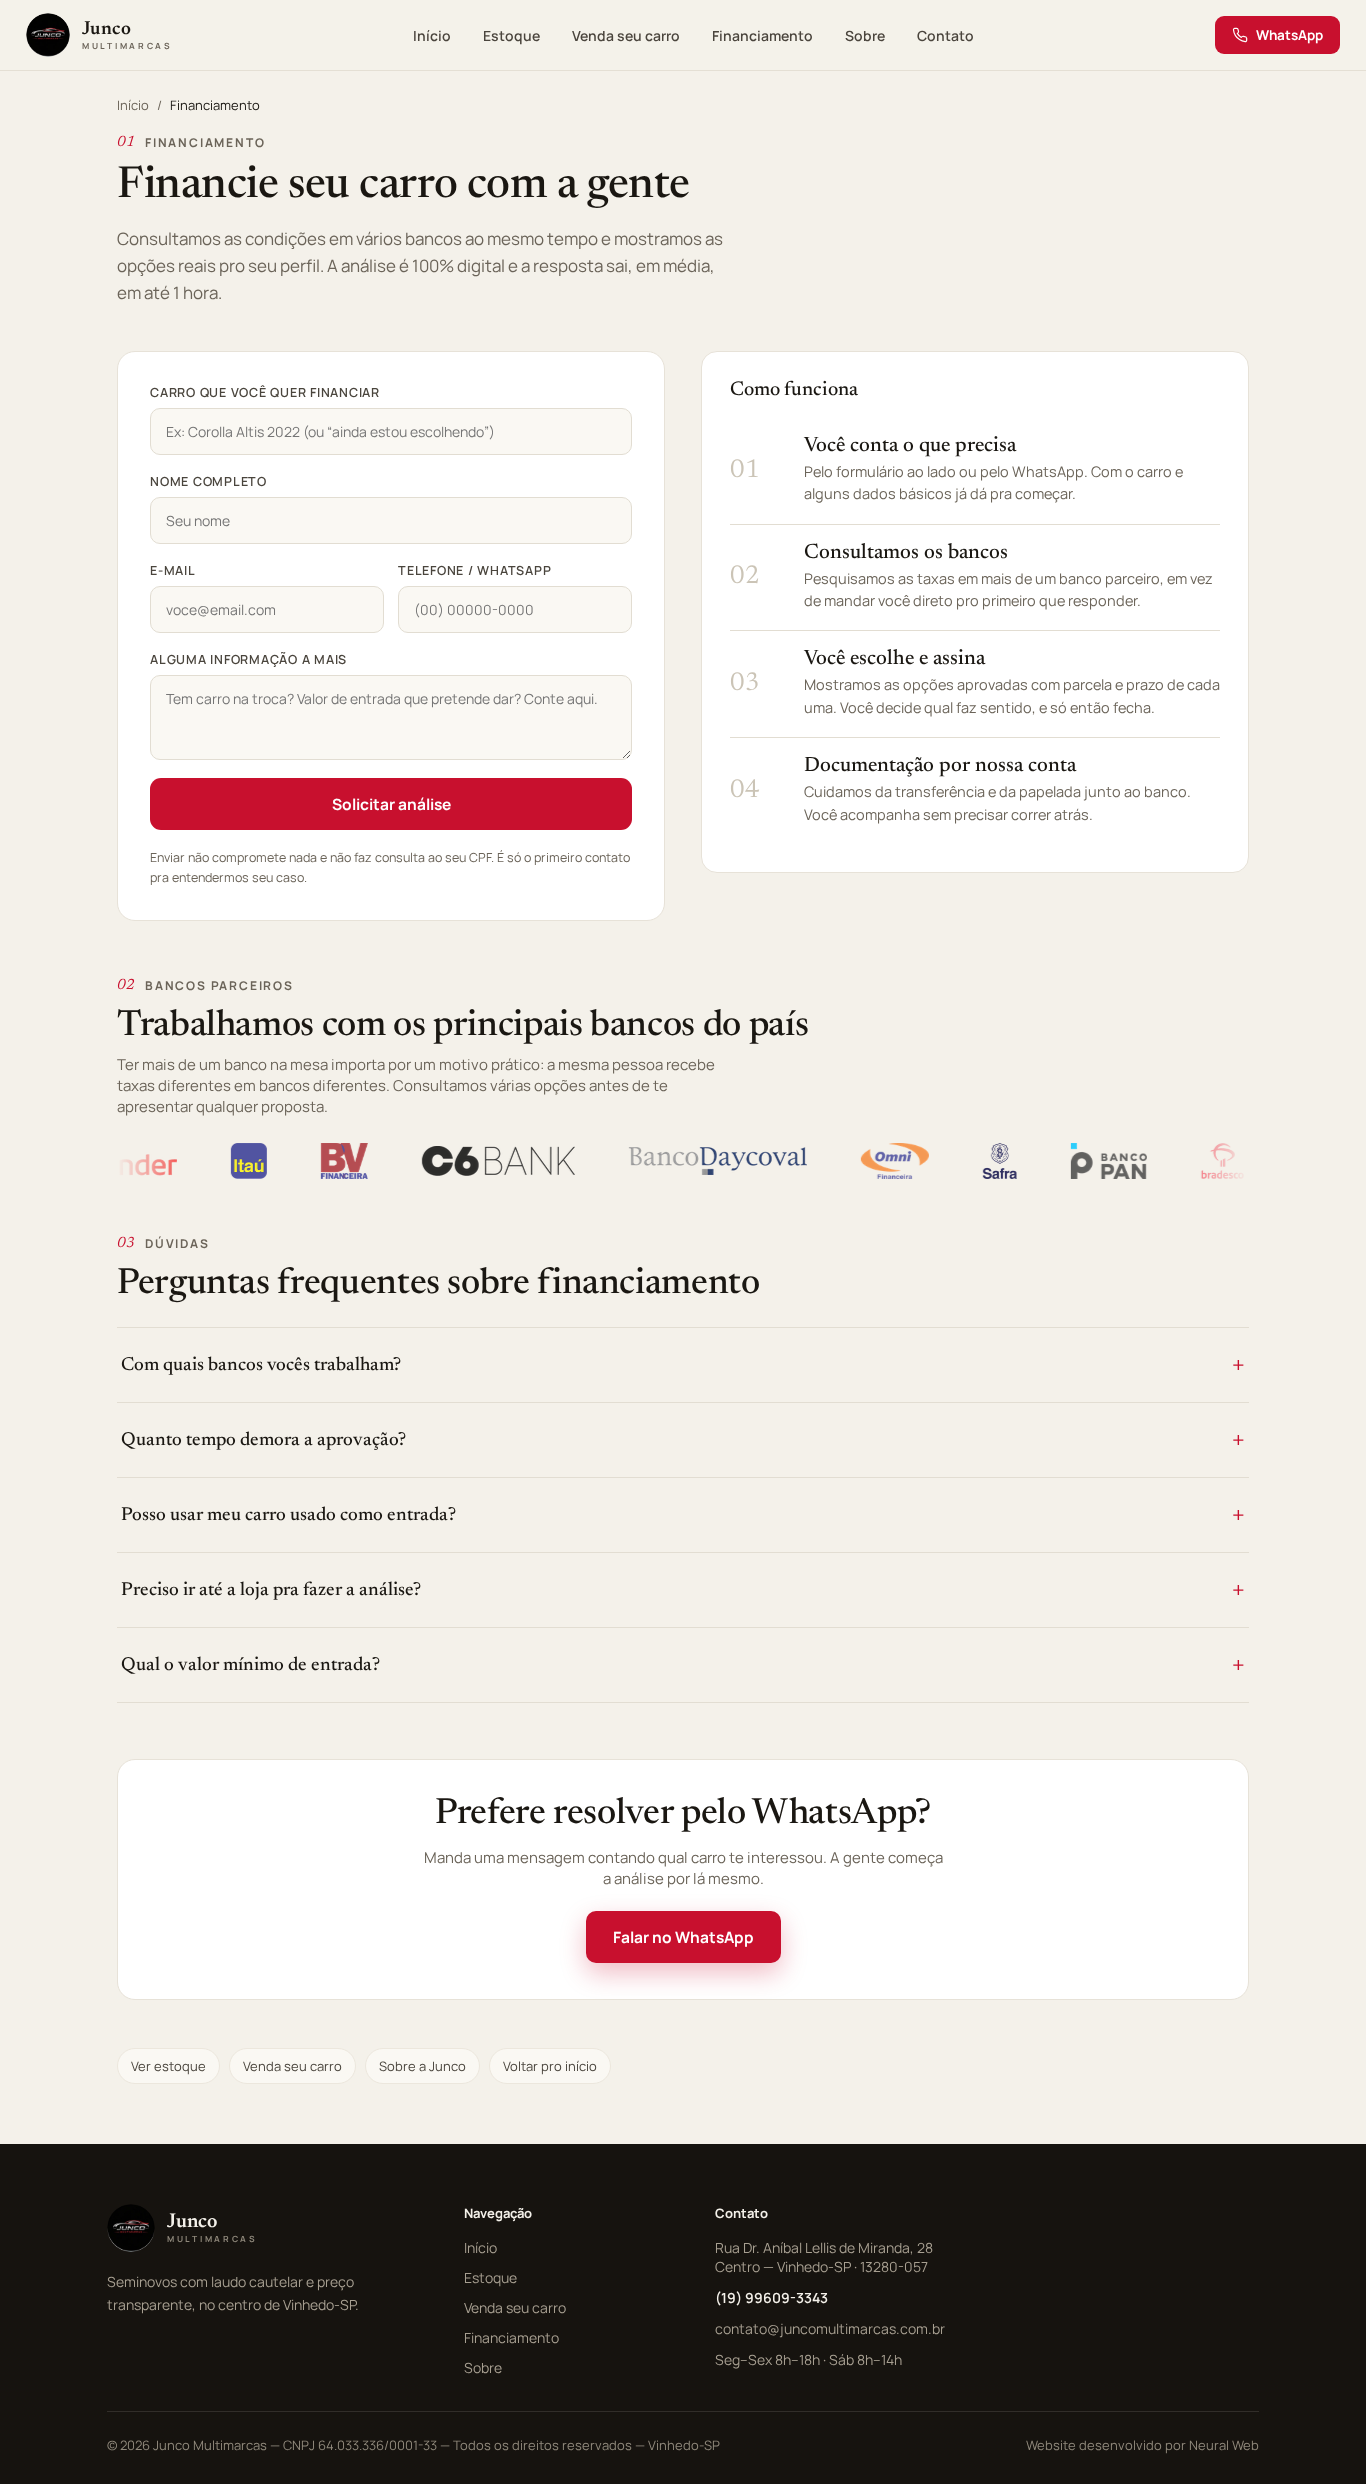 JUNCO
Junco
MULTIMARCAS
Início
Estoque
Venda seu carro
Financiamento
Sobre
Contato
WhatsApp
Início / Financiamento
01 FINANCIAMENTO
Financie seu carro com a gente
Consultamos as condições em vários bancos ao mesmo tempo e mostramos as
opções reais pro seu perfil. A análise é 100% digital e a resposta sai, em média,
em até 1 hora.
CARRO QUE VOCÊ QUER FINANCIAR
Ex: Corolla Altis 2022 (ou “ainda estou escolhendo”)
NOME COMPLETO
Seu nome
E-MAIL
voce@email.com
TELEFONE / WHATSAPP
(00) 00000-0000
ALGUMA INFORMAÇÃO A MAIS
Tem carro na troca? Valor de entrada que pretende dar? Conte aqui.
Solicitar análise
Enviar não compromete nada e não faz consulta ao seu CPF. É só o primeiro contato
pra entendermos seu caso.
Como funciona
01
Você conta o que precisa
Pelo formulário ao lado ou pelo WhatsApp. Com o carro e
alguns dados básicos já dá pra começar.
02
Consultamos os bancos
Pesquisamos as taxas em mais de um banco parceiro, em vez
de mandar você direto pro primeiro que responder.
03
Você escolhe e assina
Mostramos as opções aprovadas com parcela e prazo de cada
uma. Você decide qual faz sentido, e só então fecha.
04
Documentação por nossa conta
Cuidamos da transferência e da papelada junto ao banco.
Você acompanha sem precisar correr atrás.
02 BANCOS PARCEIROS
Trabalhamos com os principais bancos do país
Ter mais de um banco na mesa importa por um motivo prático: a mesma pessoa recebe
taxas diferentes em bancos diferentes. Consultamos várias opções antes de te
apresentar qualquer proposta.
nder
Itaú
BV
FINANCEIRA
C6 BANK
BancoDaycoval
Omni
Financeira
Safra
BANCO
PAN
bradesco
03 DÚVIDAS
Perguntas frequentes sobre financiamento
Com quais bancos vocês trabalham? +
Quanto tempo demora a aprovação? +
Posso usar meu carro usado como entrada? +
Preciso ir até a loja pra fazer a análise? +
Qual o valor mínimo de entrada? +
Prefere resolver pelo WhatsApp?
Manda uma mensagem contando qual carro te interessou. A gente começa
a análise por lá mesmo.
Falar no WhatsApp
Ver estoque
Venda seu carro
Sobre a Junco
Voltar pro início
JUNCO
Junco
MULTIMARCAS
Seminovos com laudo cautelar e preço
transparente, no centro de Vinhedo-SP.
Navegação
Início
Estoque
Venda seu carro
Financiamento
Sobre
Contato
Rua Dr. Aníbal Lellis de Miranda, 28
Centro — Vinhedo-SP · 13280-057
(19) 99609-3343
contato@juncomultimarcas.com.br
Seg–Sex 8h–18h · Sáb 8h–14h
© 2026 Junco Multimarcas — CNPJ 64.033.336/0001-33 — Todos os direitos reservados — Vinhedo-SP
Website desenvolvido por Neural Web